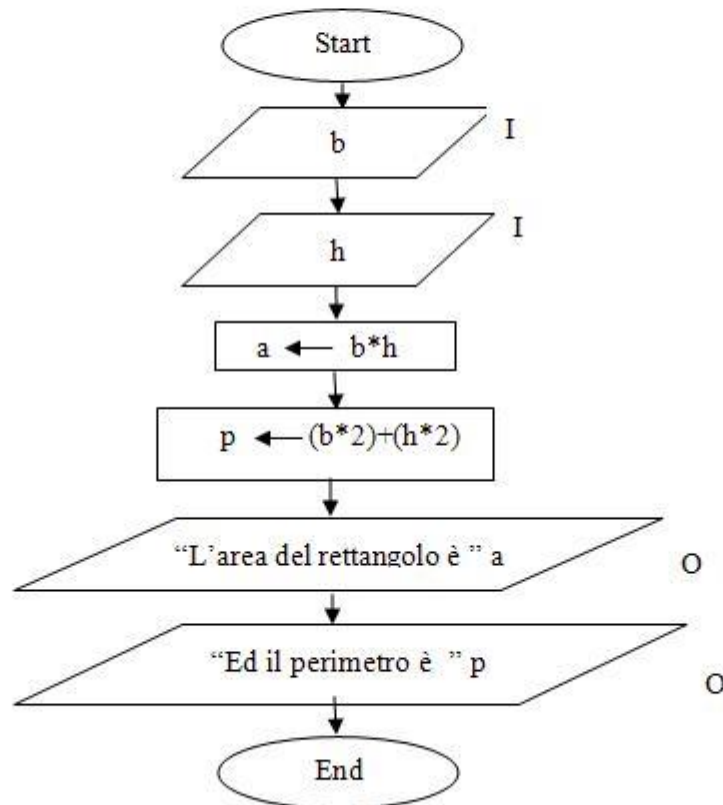 Start
b
I
h
I
a ← b*h
p ← (b*2)+(h*2)
“L’area del rettangolo è ” a
O
“Ed il perimetro è ” p
O
End